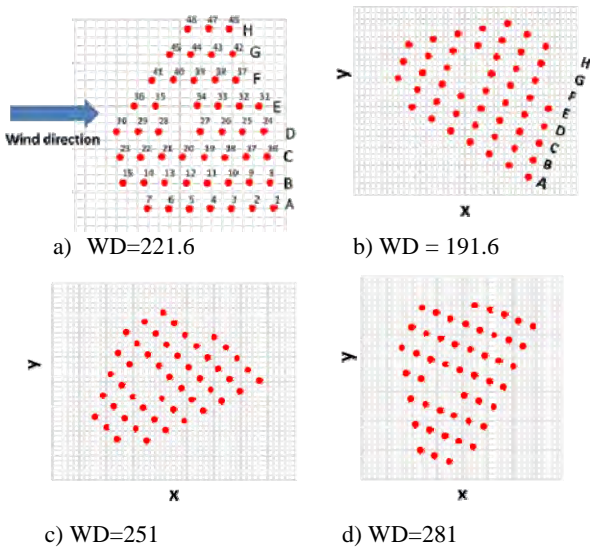 48 47 46 H
45 44 43 42 G
41 40 39 38 37 F
36 35 34 33 32 31 E
Wind direction
30 29 28 27 26 25 24 D
23 22 21 20 19 18 17 16 C
15 14 13 12 11 10 9 8 B
7 6 5 4 3 2 1 A
a) WD=221.6
y
H
G
F
E
D
C
B
A
x
b) WD = 191.6
y
x
c) WD=251
y
x
d) WD=281